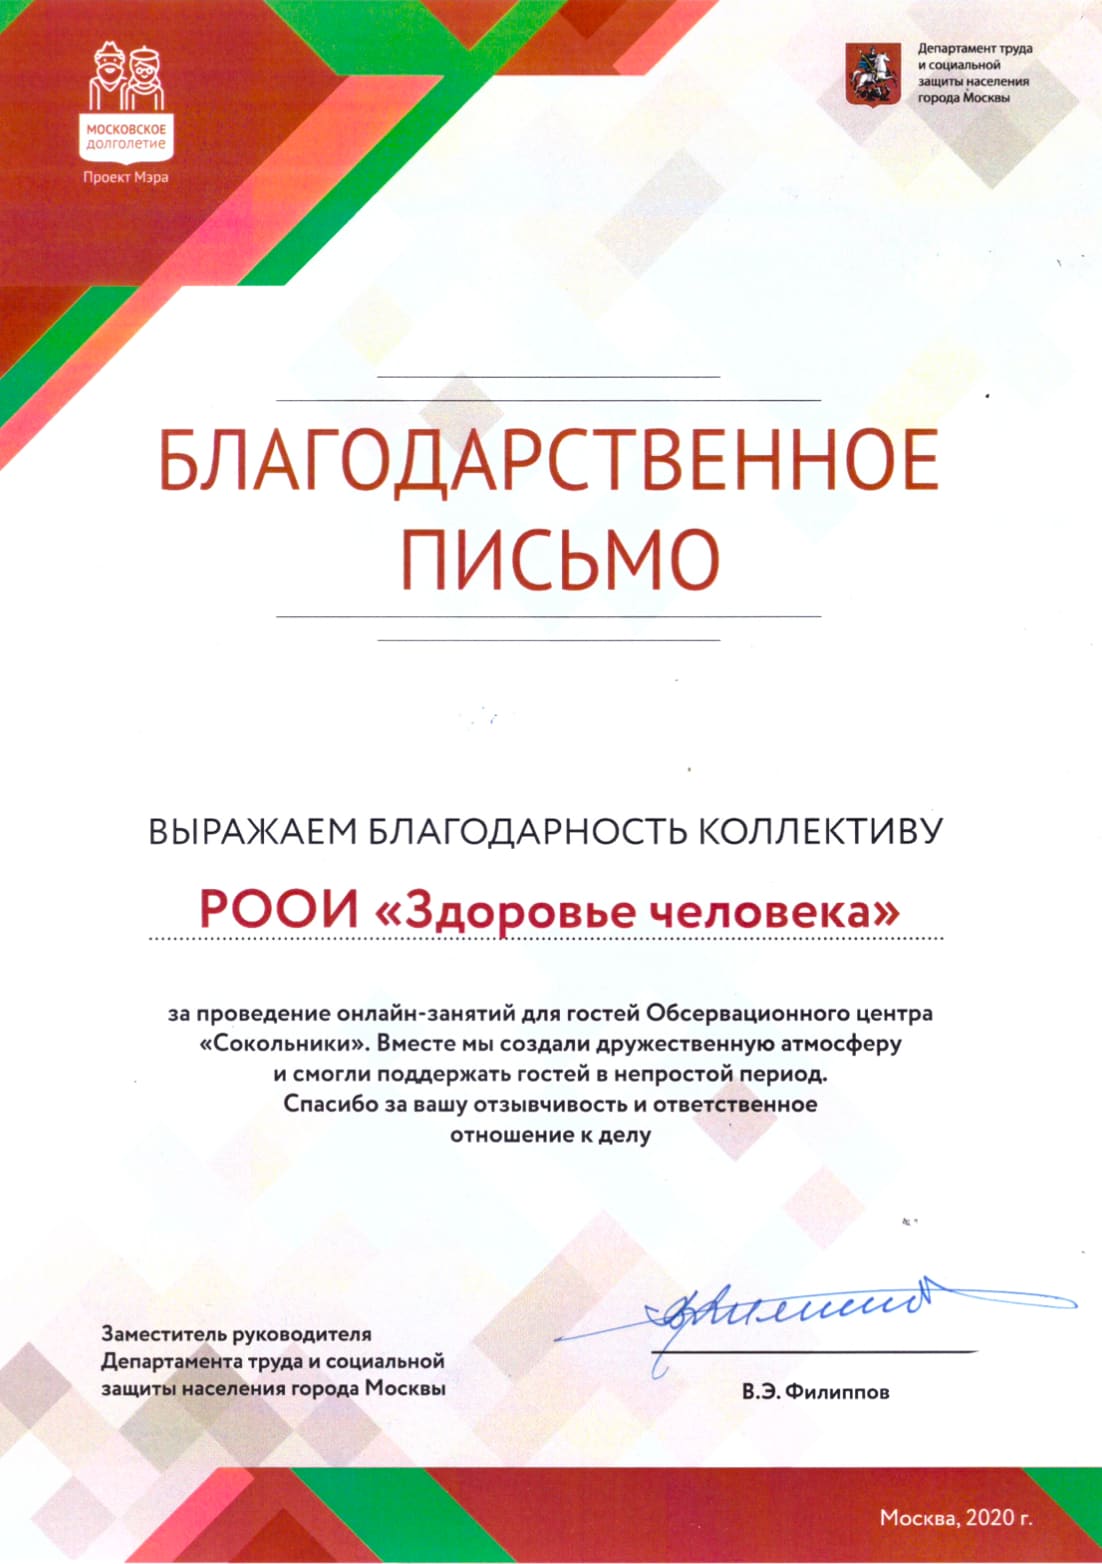 МОСКОВСКОЕ
ДОЛГОЛЕТИЕ
Проект Мэра
Департамент труда
и социальной
защиты населения
города Москвы
БЛАГОДАРСТВЕННОЕ
ПИСЬМО
ВЫРАЖАЕМ БЛАГОДАРНОСТЬ КОЛЛЕКТИВУ
РООИ «Здоровье человека»
за проведение онлайн-занятий для гостей Обсервационного центра
«Сокольники». Вместе мы создали дружественную атмосферу
и смогли поддержать гостей в непростой период.
Спасибо за вашу отзывчивость и ответственное
отношение к делу
Заместитель руководителя
Департамента труда и социальной
защиты населения города Москвы
В.Э. Филиппов
Москва, 2020 г.